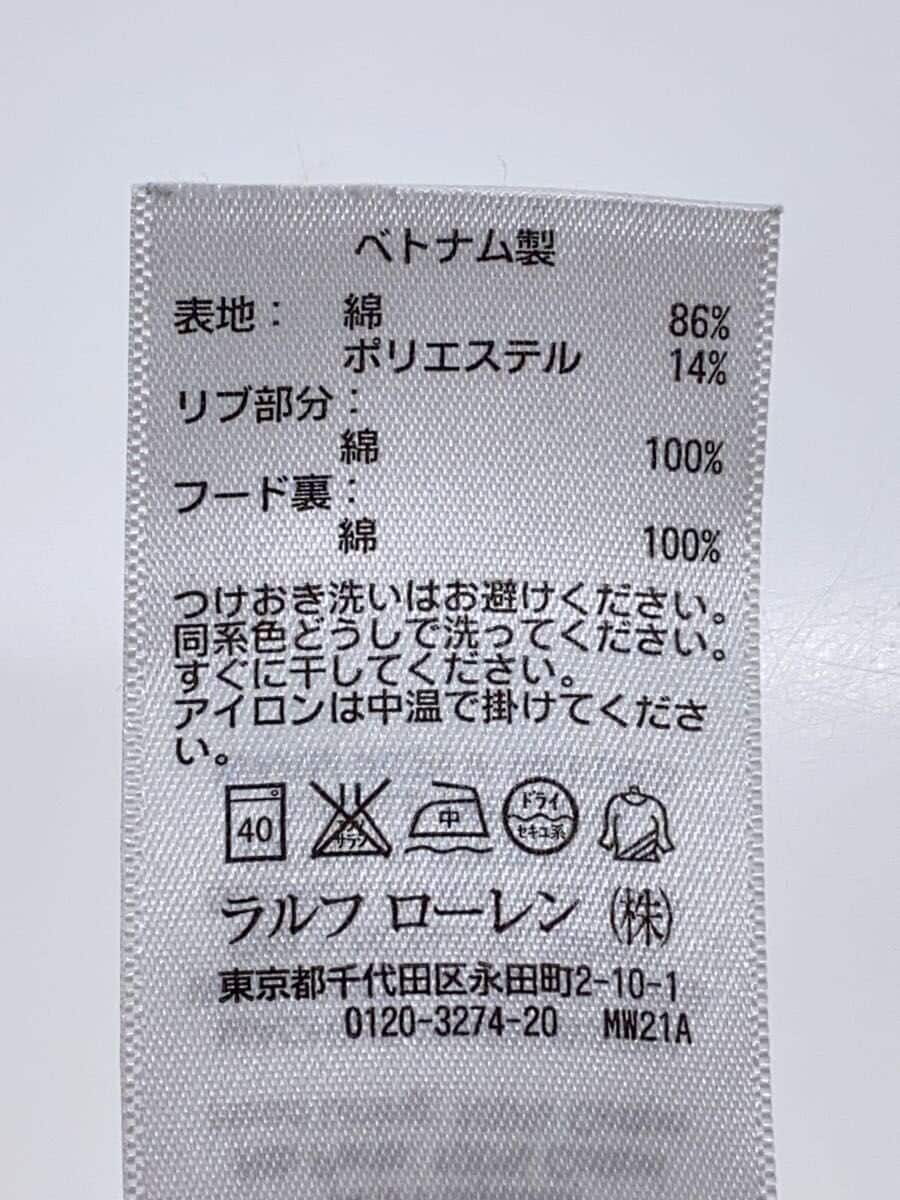 ベトナム製
表地: 綿 86%
ポリエステル 14%
リブ部分:
綿 100%
フード裏:
綿 100%
つけおき洗いはお避けください。
同系色どうしで洗ってください。
すぐに干してください。
アイロンは中温で掛けてくださ
い。
40 エンソ サラシ 中 ドライ セキユ系
ラルフ ローレン ㈱
東京都千代田区永田町2-10-1
0120-3274-20 MW21A